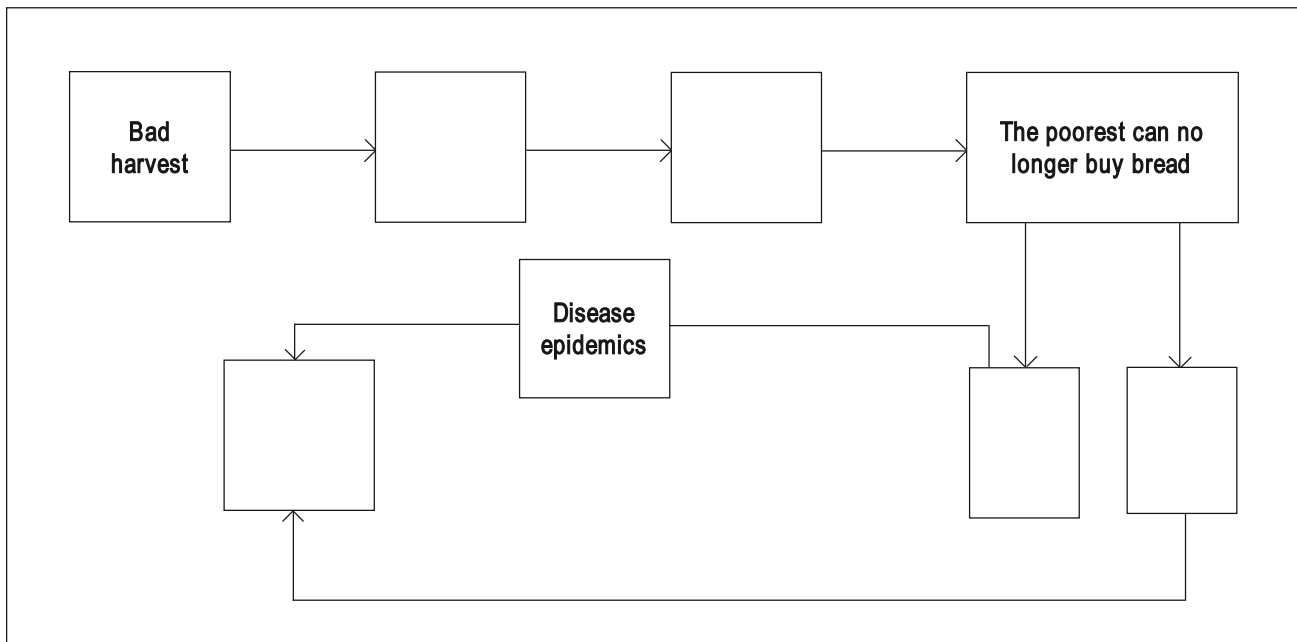 Bad
harvest
The poorest can no
longer buy bread
Disease
epidemics